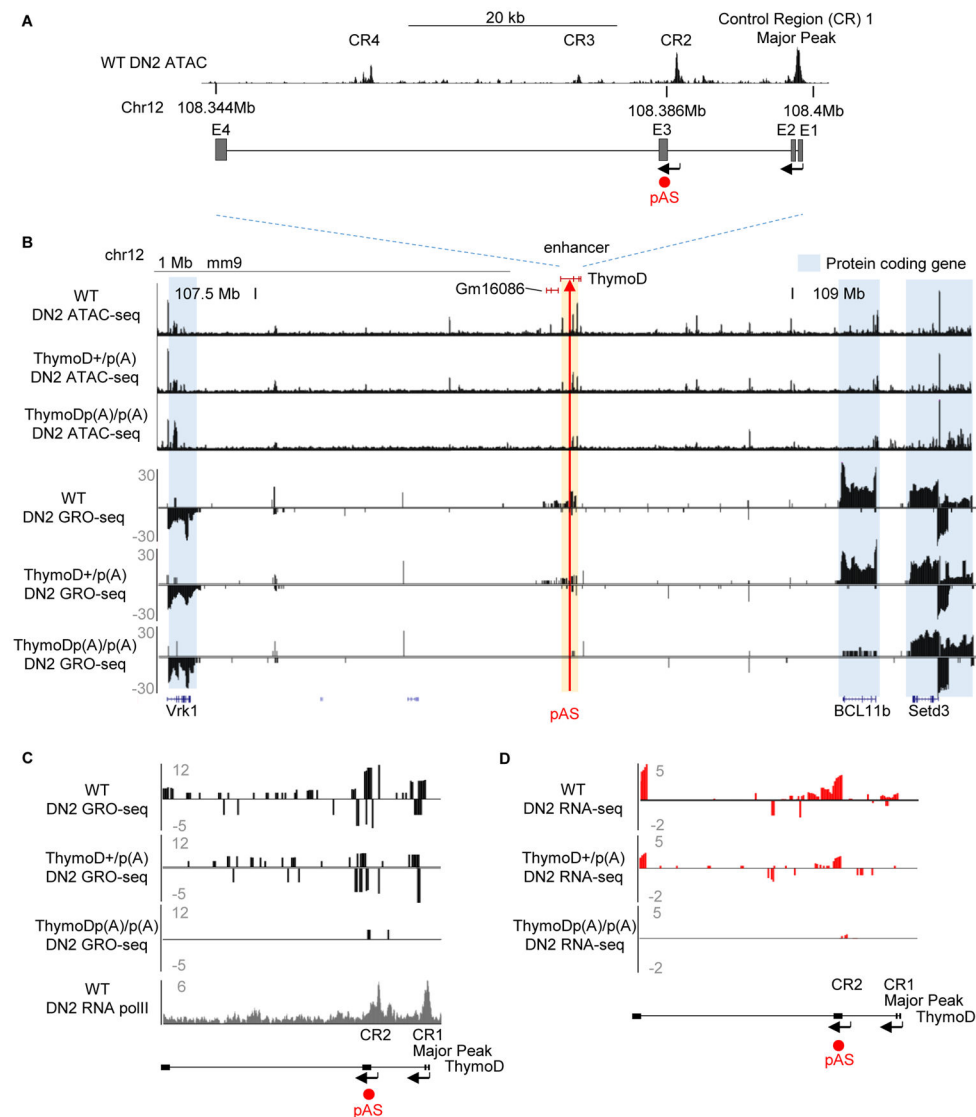 A
20 kb
Control Region (CR) 1
CR4
CR3
CR2
Major Peak
WT DN2 ATAC
Chr12
108.344Mb
108.386Mb
108.4Mb
E4
E3
E2
E1
pAS
B
chr12
1 Mb mm9
enhancer
ThymoD
Gm16086
Protein coding gene
107.5 Mb
109 Mb
WT
DN2 ATAC-seq
ThymoD+/p(A)
DN2 ATAC-seq
ThymoDp(A)/p(A)
DN2 ATAC-seq
30
WT
DN2 GRO-seq
-30
30
ThymoD+/p(A)
DN2 GRO-seq
-30
30
ThymoDp(A)/p(A)
DN2 GRO-seq
-30
Vrk1
pAS
BCL11b
Setd3
C
12
WT
DN2 GRO-seq
-5
12
ThymoD+/p(A)
DN2 GRO-seq
-5
12
ThymoDp(A)/p(A)
DN2 GRO-seq
-5
6
WT
DN2 RNA polII
CR2
CR1
Major Peak
ThymoD
pAS
D
5
WT
DN2 RNA-seq
-2
5
ThymoD+/p(A)
DN2 RNA-seq
-2
5
ThymoDp(A)/p(A)
DN2 RNA-seq
-2
CR2
CR1
Major Peak
ThymoD
pAS